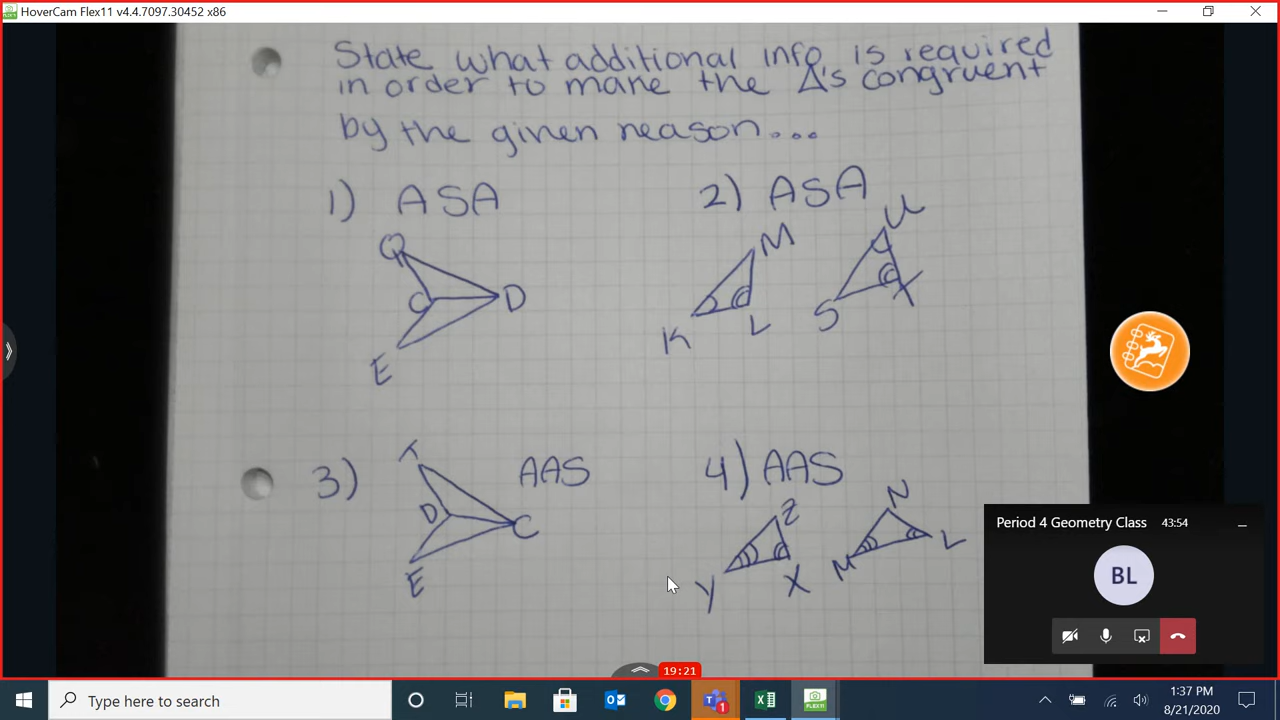 HoverCam Flex11 v4.4.7097.30452 x86
State what additional info is required
in order to make the Δ's congruent
by the given reason...
1) ASA
2) ASA
Q
C
D
E
M
K
L
U
S
X
3)
AAS
T
D
C
E
4) AAS
Z
Y
X
N
M
L
Period 4 Geometry Class 43:54
BL
19:21
Type here to search
1
FLEX11
1:37 PM
8/21/2020